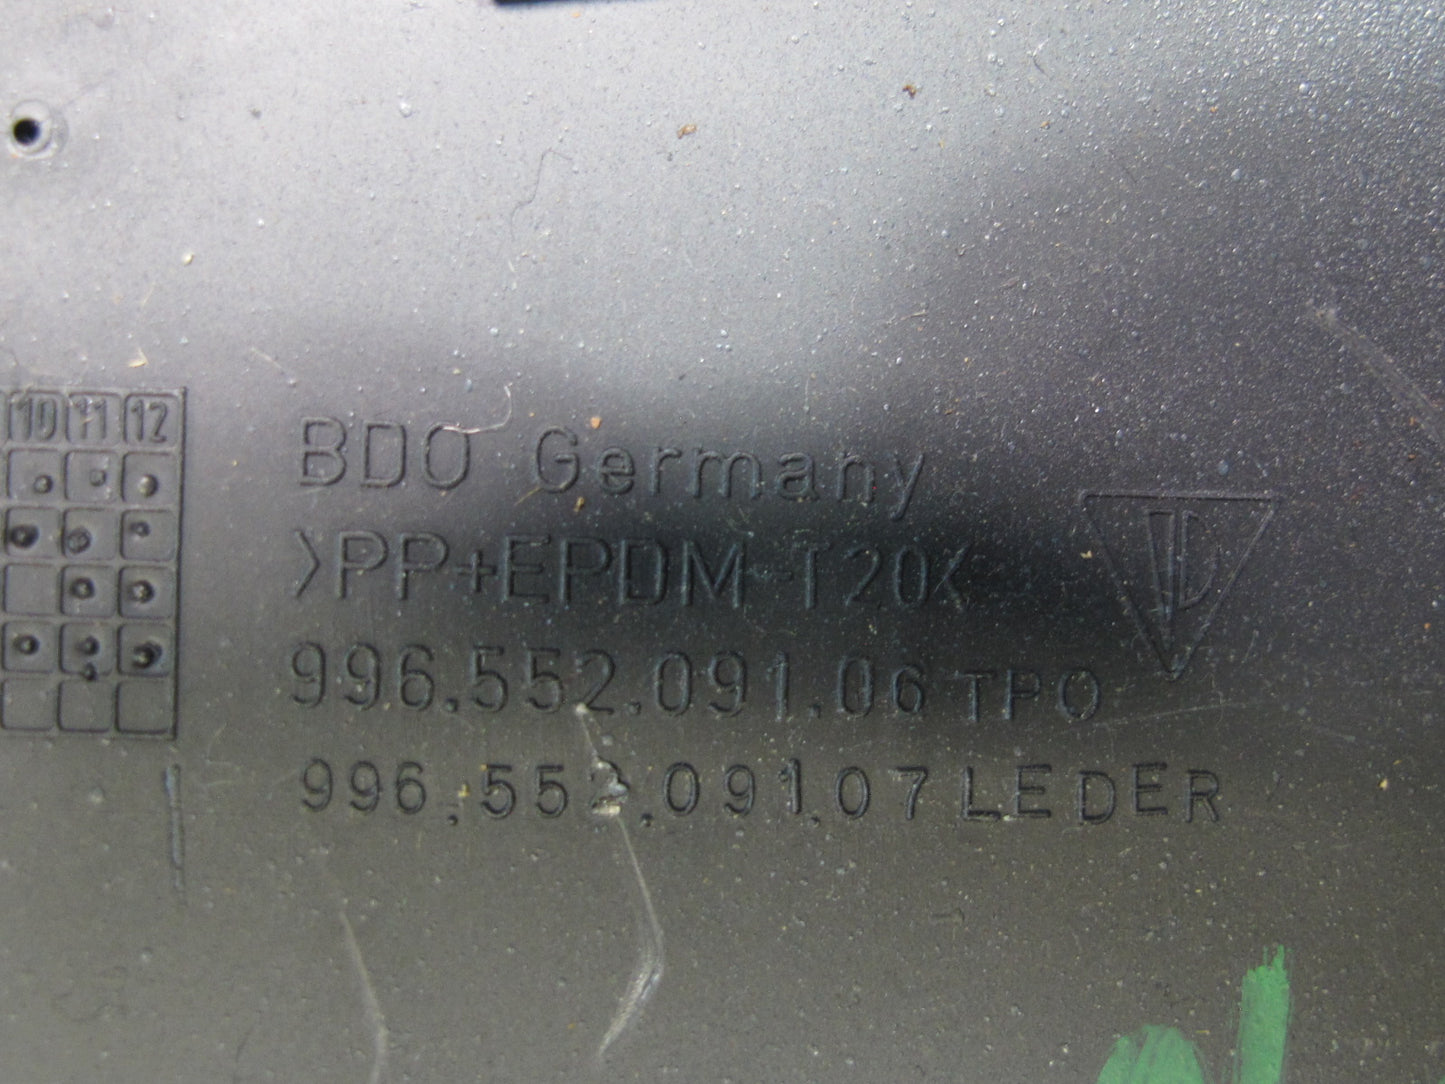 10 11 12
BDO Germany
>PP+EPDM-T20<
996.552.091.06 TPO
996.552.091.07 LEDER